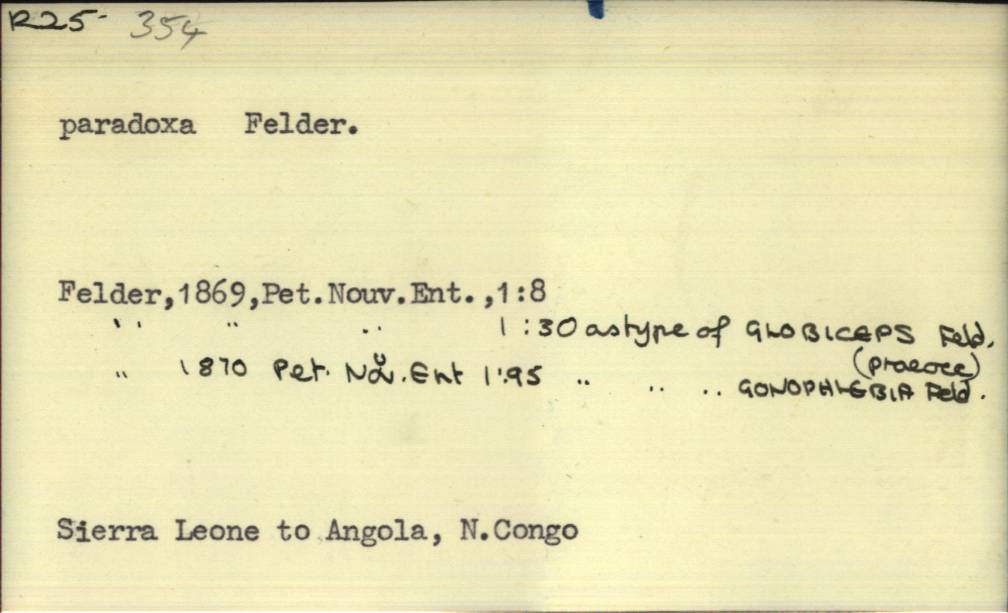 R25 354
paradoxa Felder.
Felder,1869,Pet.Nouv.Ent.,1:8
" " " 1:30 as type of GLOBICEPS Feld.
(praeocc)
" 1870 Pet. Nou. Ent 1:95 " " " GONOPHLEBIA Feld.
Sierra Leone to Angola, N.Congo